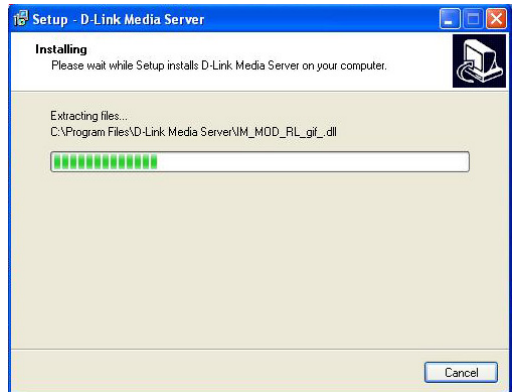 Setup - D-Link Media Server
Installing
Please wait while Setup installs D-Link Media Server on your computer.
Extracting files...
C:\Program Files\D-Link Media Server\IM_MOD_RL_gif_.dll
Cancel